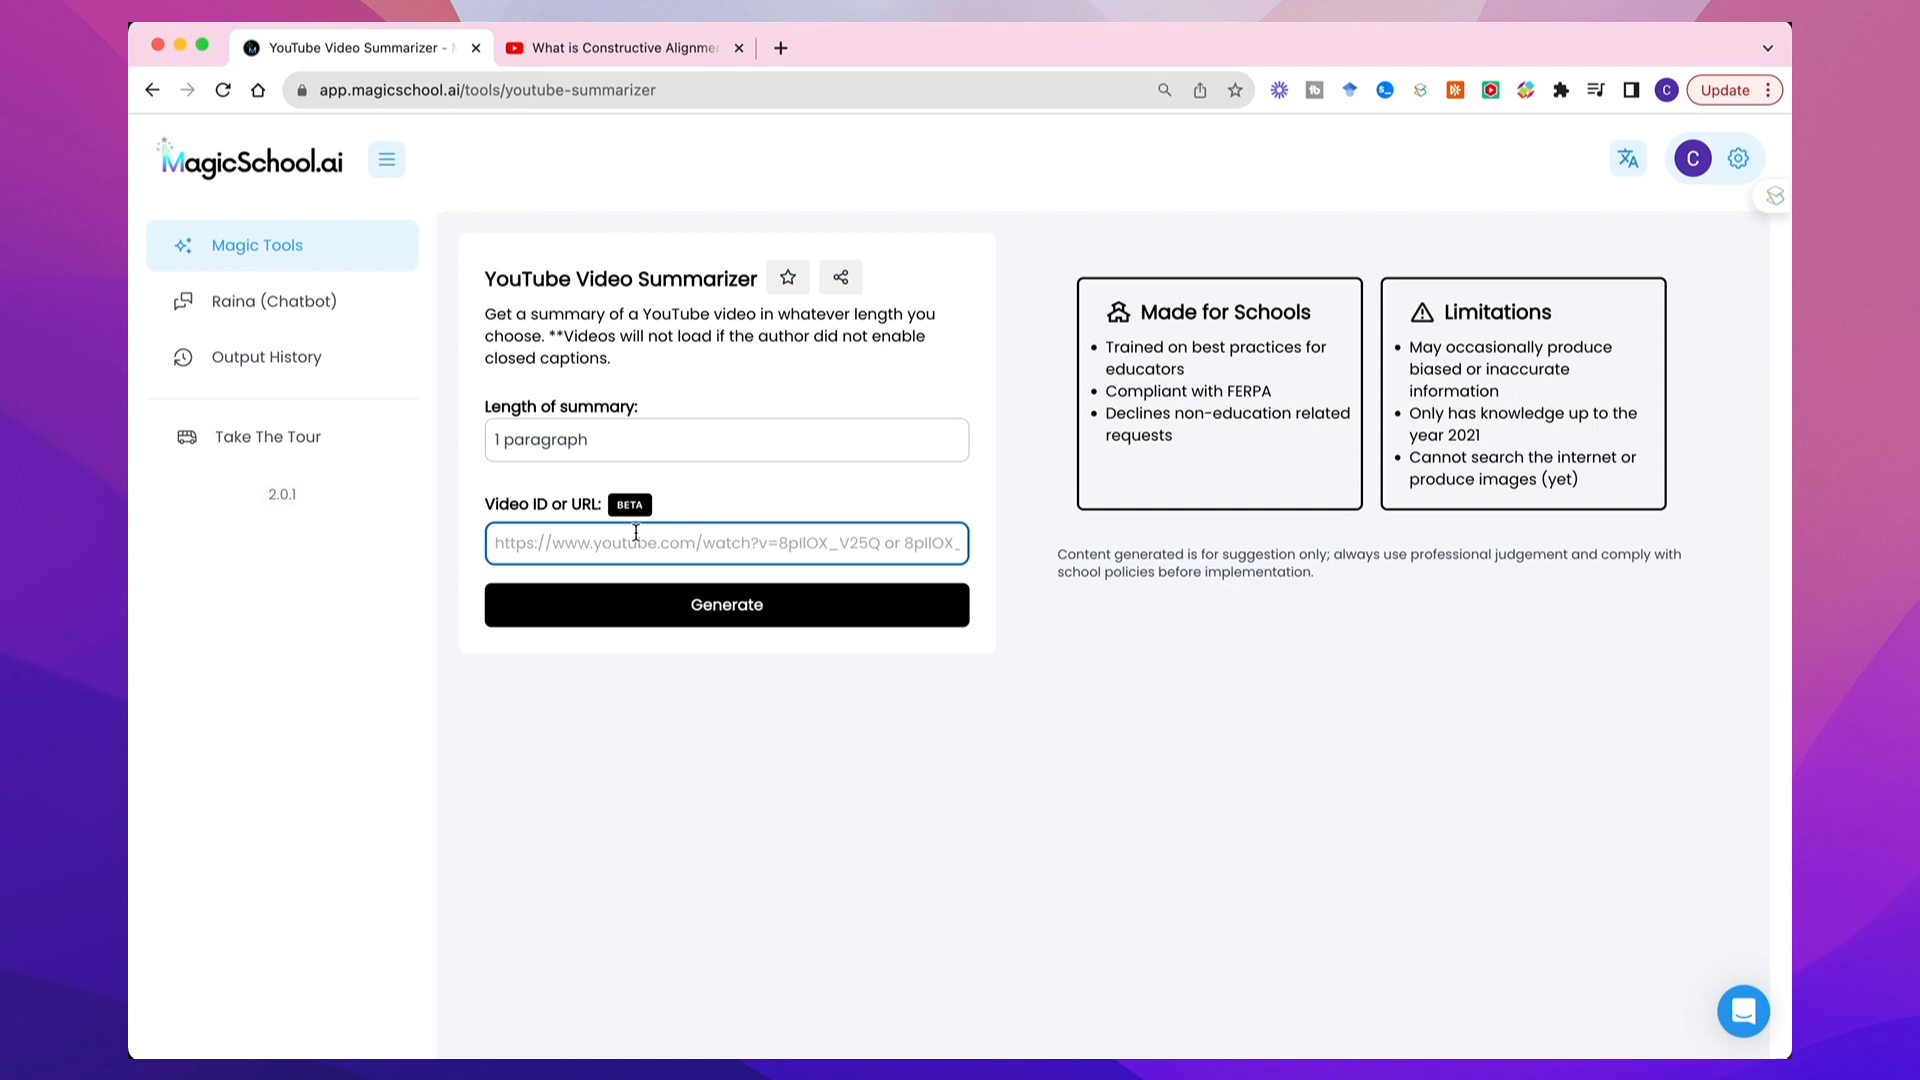 YouTube Video Summarizer -
What is Constructive Alignme
app.magicschool.ai/tools/youtube-summarizer
tb
C
Update
MagicSchool.ai
C
Magic Tools
Raina (Chatbot)
Output History
Take The Tour
2.0.1
YouTube Video Summarizer
Get a summary of a YouTube video in whatever length you
choose. **Videos will not load if the author did not enable
closed captions.
Length of summary:
1 paragraph
Video ID or URL: BETA
https://www.youtube.com/watch?v=8pIlOX_V25Q or 8pIlOX_
Generate
Made for Schools
• Trained on best practices for
educators
• Compliant with FERPA
• Declines non-education related
requests
Limitations
• May occasionally produce
biased or inaccurate
information
• Only has knowledge up to the
year 2021
• Cannot search the internet or
produce images (yet)
Content generated is for suggestion only; always use professional judgement and comply with
school policies before implementation.